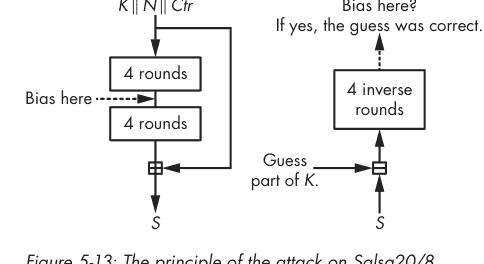 K || N || Ctr
4 rounds
Bias here
4 rounds
S
Bias here?
If yes, the guess was correct.
4 inverse
rounds
Guess
part of K.
S
Figure 5-13: The principle of the attack on Salsa20/8